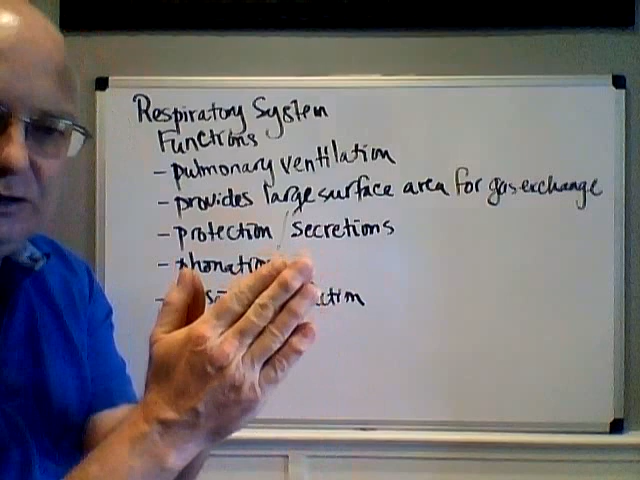 Respiratory System
Functions
- pulmonary ventilation
- provides large surface area for gas exchange
- protection / secretions
-
-